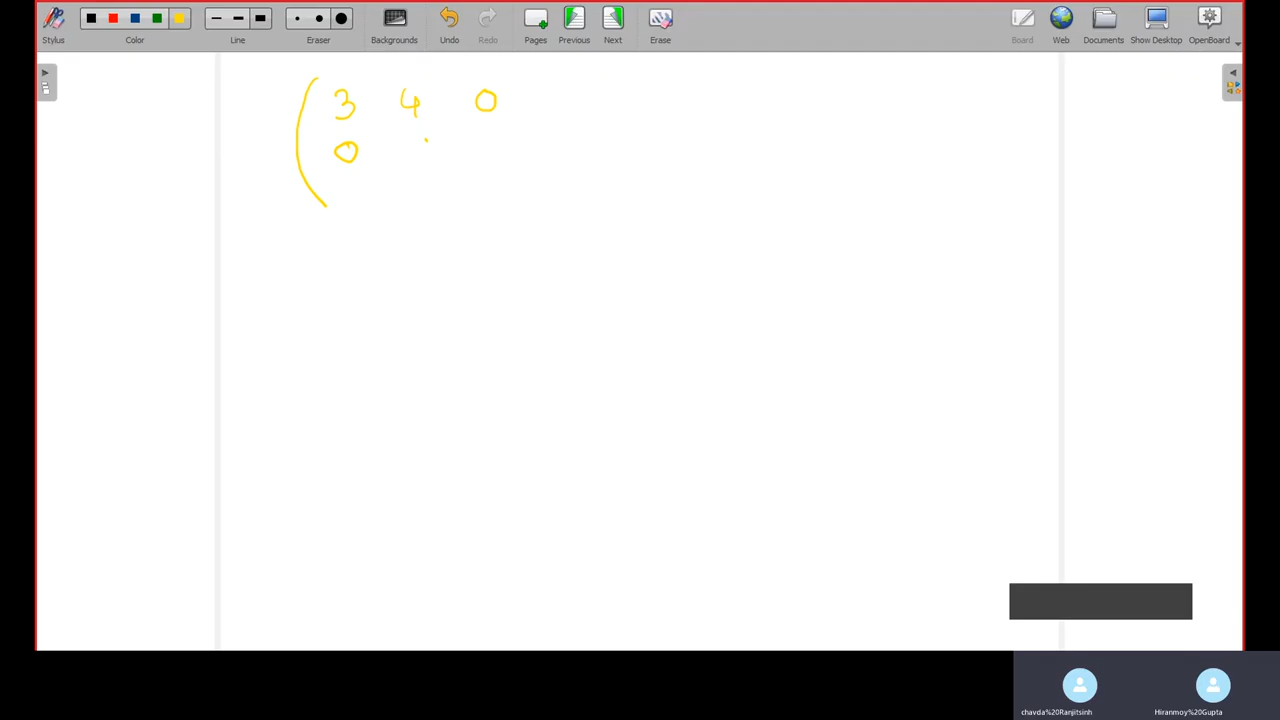 Stylus Color Line Eraser Backgrounds Undo Redo Pages Previous Next Erase Board Web Documents Show Desktop OpenBoard
( 3 4 0
0
chavda%20Ranjitsinh Hiranmoy%20Gupta